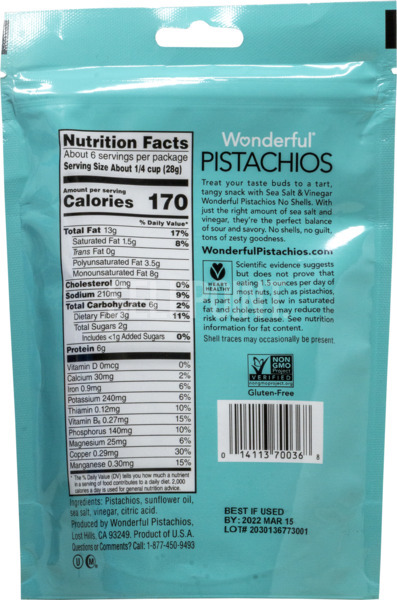 Nutrition Facts
About 6 servings per package
Serving Size About 1/4 cup (28g)
Amount per serving
Calories 170
% Daily Value*
Total Fat 13g 17%
Saturated Fat 1.5g 8%
Trans Fat 0g
Polyunsaturated Fat 3.5g
Monounsaturated Fat 8g
Cholesterol 0mg 0%
Sodium 210mg 9%
Total Carbohydrate 6g 2%
Dietary Fiber 3g 11%
Total Sugars 2g
Includes <1g Added Sugars 0%
Protein 6g
Vitamin D 0mcg 0%
Calcium 30mg 2%
Iron 0.9mg 6%
Potassium 240mg 6%
Thiamin 0.12mg 10%
Vitamin B6 0.27mg 15%
Phosphorus 140mg 10%
Magnesium 25mg 6%
Copper 0.29mg 30%
Manganese 0.30mg 15%
* The % Daily Value (DV) tells you how much a nutrient
in a serving of food contributes to a daily diet. 2,000
calories a day is used for general nutrition advice.
Ingredients: Pistachios, sunflower oil,
sea salt, vinegar, citric acid.
Produced by Wonderful Pistachios,
Lost Hills, CA 93249. Product of U.S.A.
Questions or Comments? Call: 1-877-450-9493
U
M
Wonderful®
PISTACHIOS
Treat your taste buds to a tart,
tangy snack with Sea Salt & Vinegar
Wonderful Pistachios No Shells. With
just the right amount of sea salt and
vinegar, they're the perfect balance
of sour and savory. No shells, no guilt,
tons of zesty goodness.
WonderfulPistachios.com
HEART
HEALTHY
Scientific evidence suggests
but does not prove that
eating 1.5 ounces per day of
most nuts, such as pistachios,
as part of a diet low in saturated
fat and cholesterol may reduce the
risk of heart disease. See nutrition
information for fat content.
Shell traces may occasionally be present.
NON
GMO
Project
VERIFIED
nongmoproject.org
Gluten-Free
0 14113 70036 8
BEST IF USED
BY: 2022 MAR 15
LOT# 2030136773001